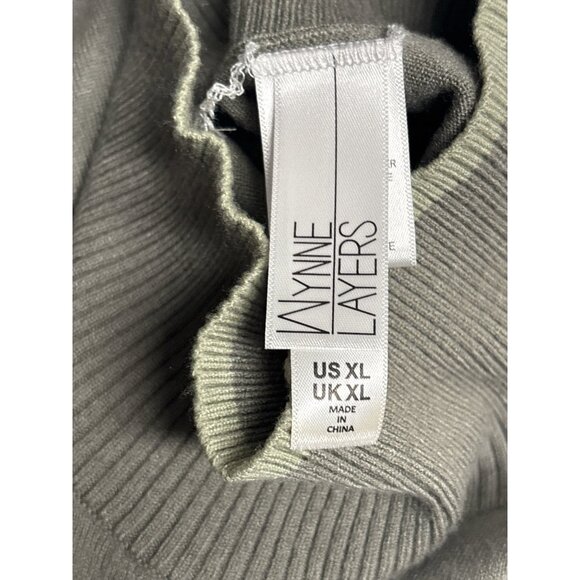 WYNNE
LAYERS
US XL
UK XL
MADE
IN
CHINA
R
E
E